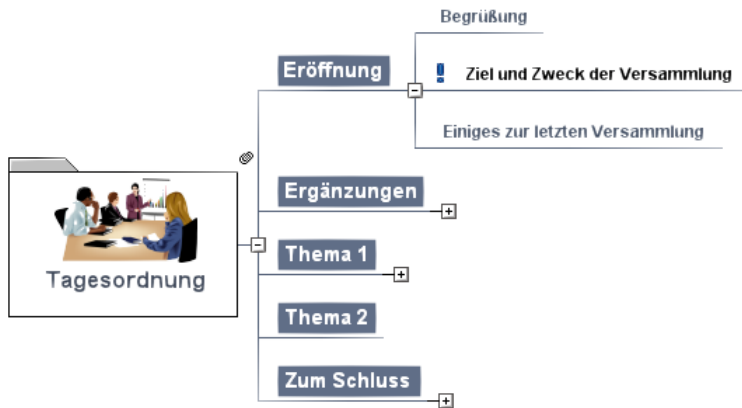 Begrüßung
Eröffnung
Ziel und Zweck der Versammlung
Einiges zur letzten Versammlung
Ergänzungen
Tagesordnung
Thema 1
Thema 2
Zum Schluss